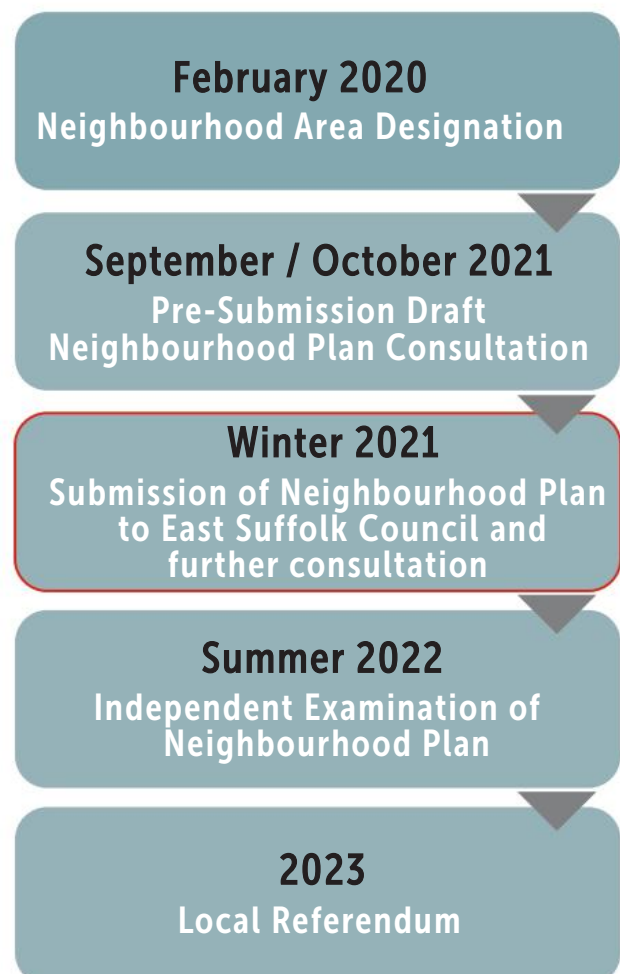 February 2020
Neighbourhood Area Designation
September / October 2021
Pre-Submission Draft
Neighbourhood Plan Consultation
Winter 2021
Submission of Neighbourhood Plan
to East Suffolk Council and
further consultation
Summer 2022
Independent Examination of
Neighbourhood Plan
2023
Local Referendum